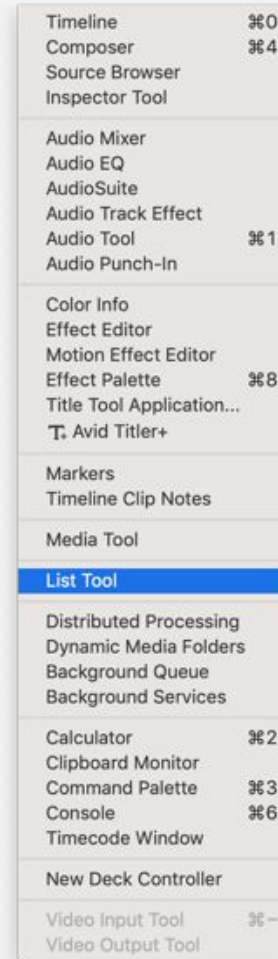 Timeline ⌘0
Composer ⌘4
Source Browser
Inspector Tool
Audio Mixer
Audio EQ
AudioSuite
Audio Track Effect
Audio Tool ⌘1
Audio Punch-In
Color Info
Effect Editor
Motion Effect Editor
Effect Palette ⌘8
Title Tool Application...
T+ Avid Titler+
Markers
Timeline Clip Notes
Media Tool
List Tool
Distributed Processing
Dynamic Media Folders
Background Queue
Background Services
Calculator ⌘2
Clipboard Monitor
Command Palette ⌘3
Console ⌘6
Timecode Window
New Deck Controller
Video Input Tool ⌘-
Video Output Tool